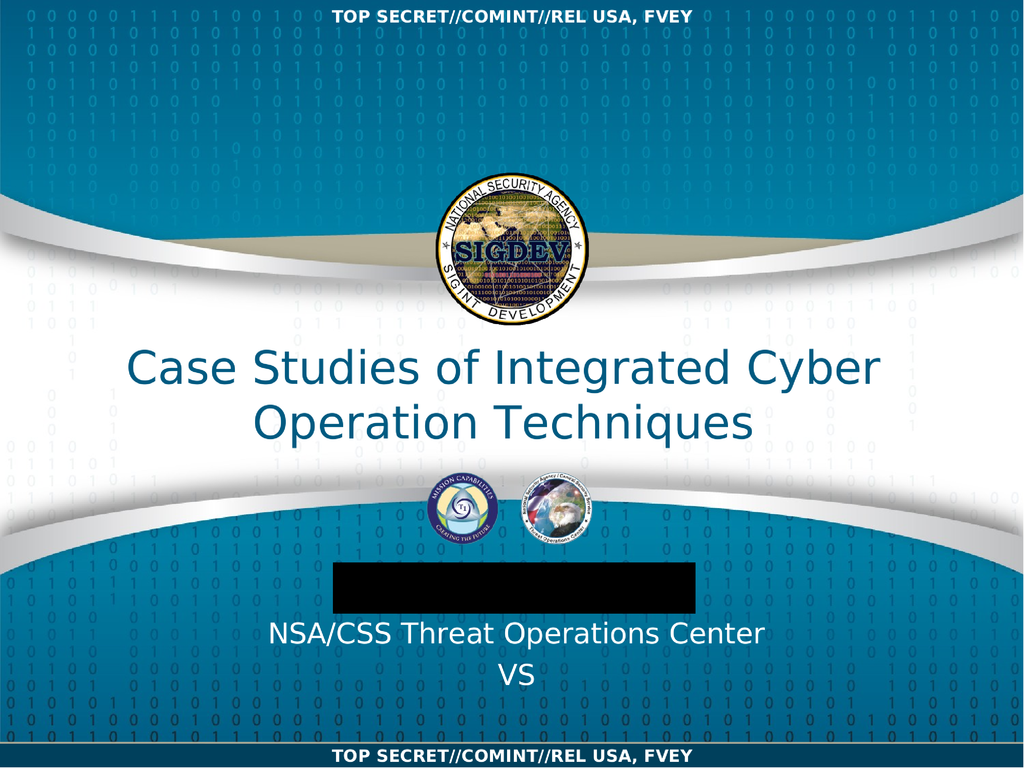 TOP SECRET//COMINT//REL USA, FVEY
NATIONAL SECURITY AGENCY
SIGDEV
SIGINT DEVELOPMENT
Case Studies of Integrated Cyber
Operation Techniques
MISSION CAPABILITIES
CREATING THE FUTURE
Threat Operations Center
NSA/CSS Threat Operations Center
VS
TOP SECRET//COMINT//REL USA, FVEY